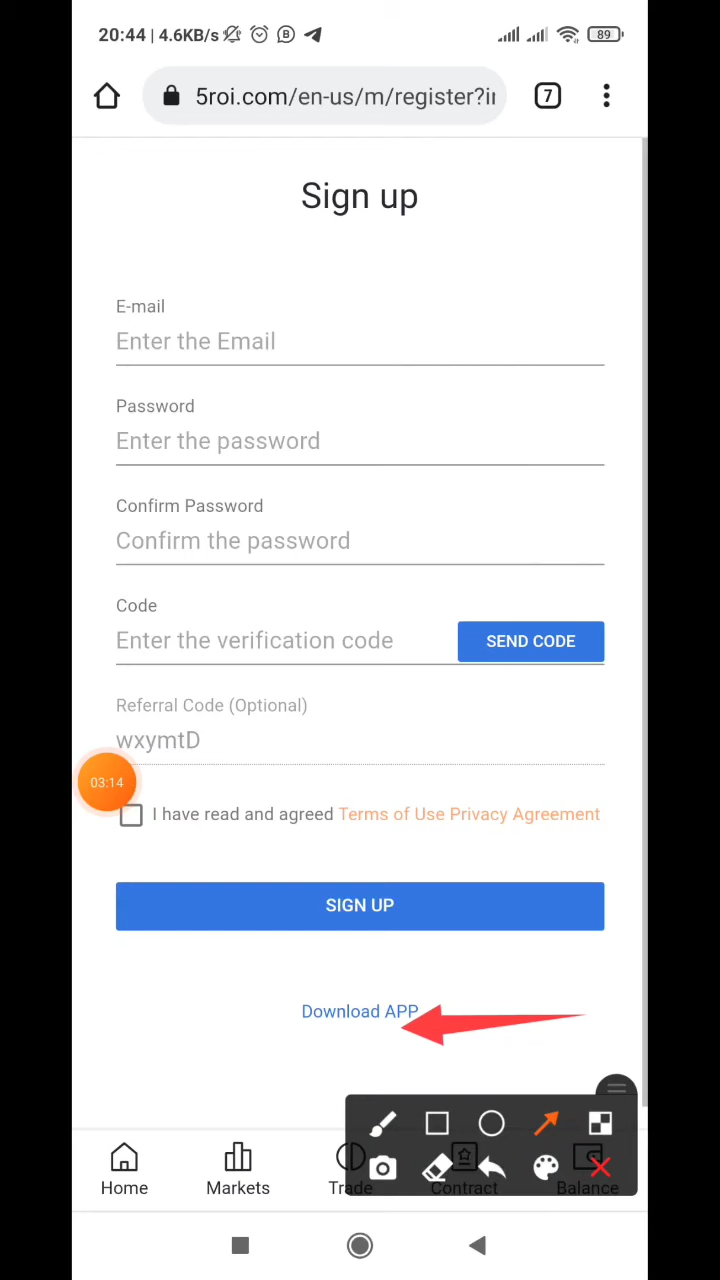 20:44 | 4.6KB/s
B
89
5roi.com/en-us/m/register?i
7
Sign up
E-mail
Enter the Email
Password
Enter the password
Confirm Password
Confirm the password
Code
Enter the verification code
SEND CODE
Referral Code (Optional)
wxymtD
03:14
I have read and agreed Terms of Use Privacy Agreement
SIGN UP
Download APP
Home
Markets
Trade
Contract
Balance